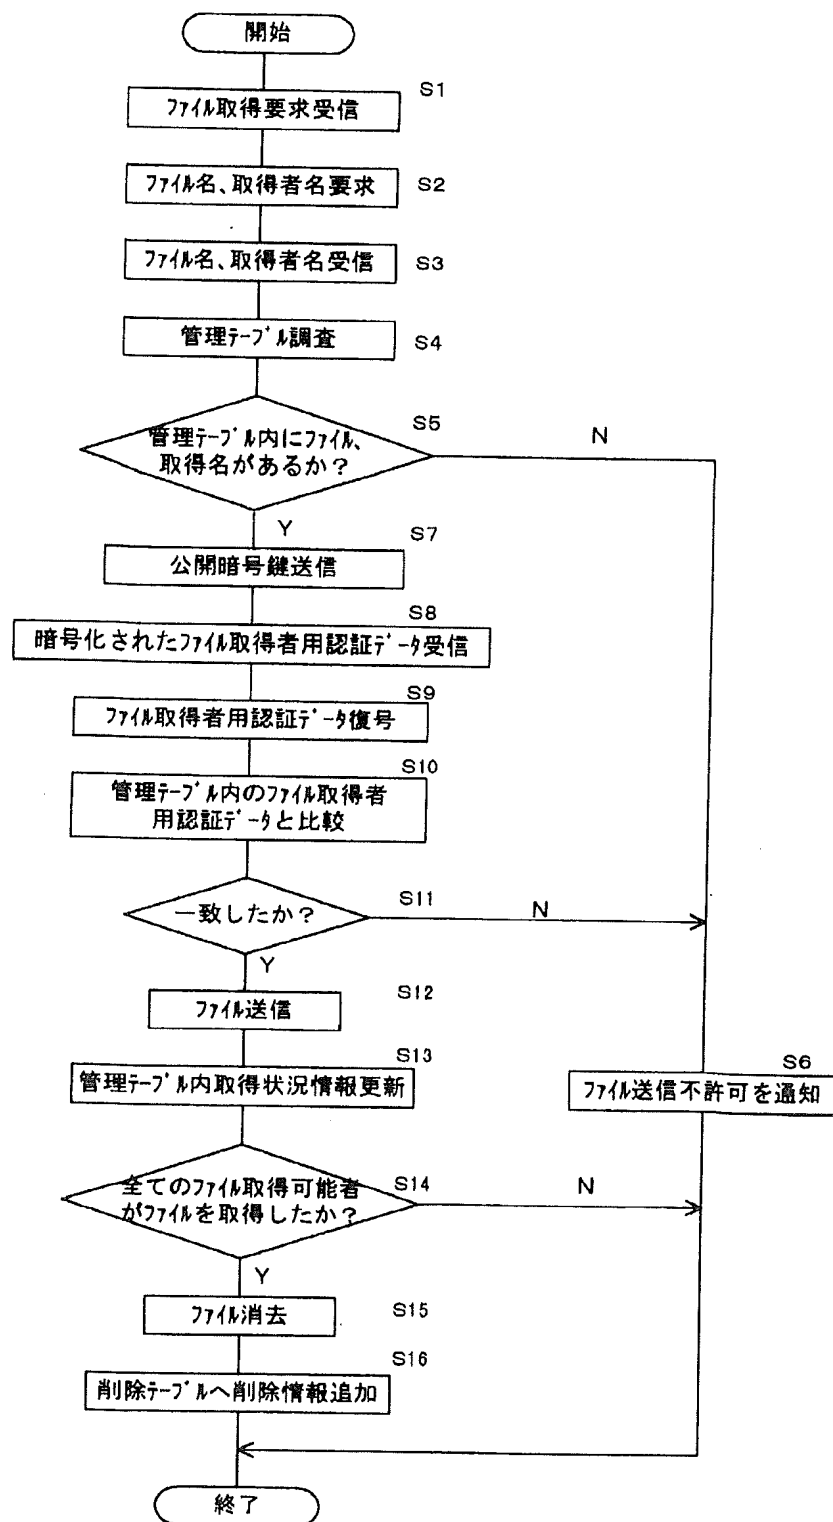 開始
S1
ﾌｧｲﾙ取得要求受信
ﾌｧｲﾙ名、取得者名要求
S2
ﾌｧｲﾙ名、取得者名受信
S3
管理ﾃｰﾌﾞﾙ調査
S4
S5
管理ﾃｰﾌﾞﾙ内にﾌｧｲﾙ、
取得名があるか？
N
Y
S7
公開暗号鍵送信
S8
暗号化されたﾌｧｲﾙ取得者用認証ﾃﾞｰﾀ受信
S9
ﾌｧｲﾙ取得者用認証ﾃﾞｰﾀ復号
S10
管理ﾃｰﾌﾞﾙ内のﾌｧｲﾙ取得者
用認証ﾃﾞｰﾀと比較
S11
一致したか？
N
Y
ﾌｧｲﾙ送信
S12
S13
管理ﾃｰﾌﾞﾙ内取得状況情報更新
S6
ﾌｧｲﾙ送信不許可を通知
全てのﾌｧｲﾙ取得可能者
がﾌｧｲﾙを取得したか？
S14
N
Y
ﾌｧｲﾙ消去
S15
S16
削除ﾃｰﾌﾞﾙへ削除情報追加
終了